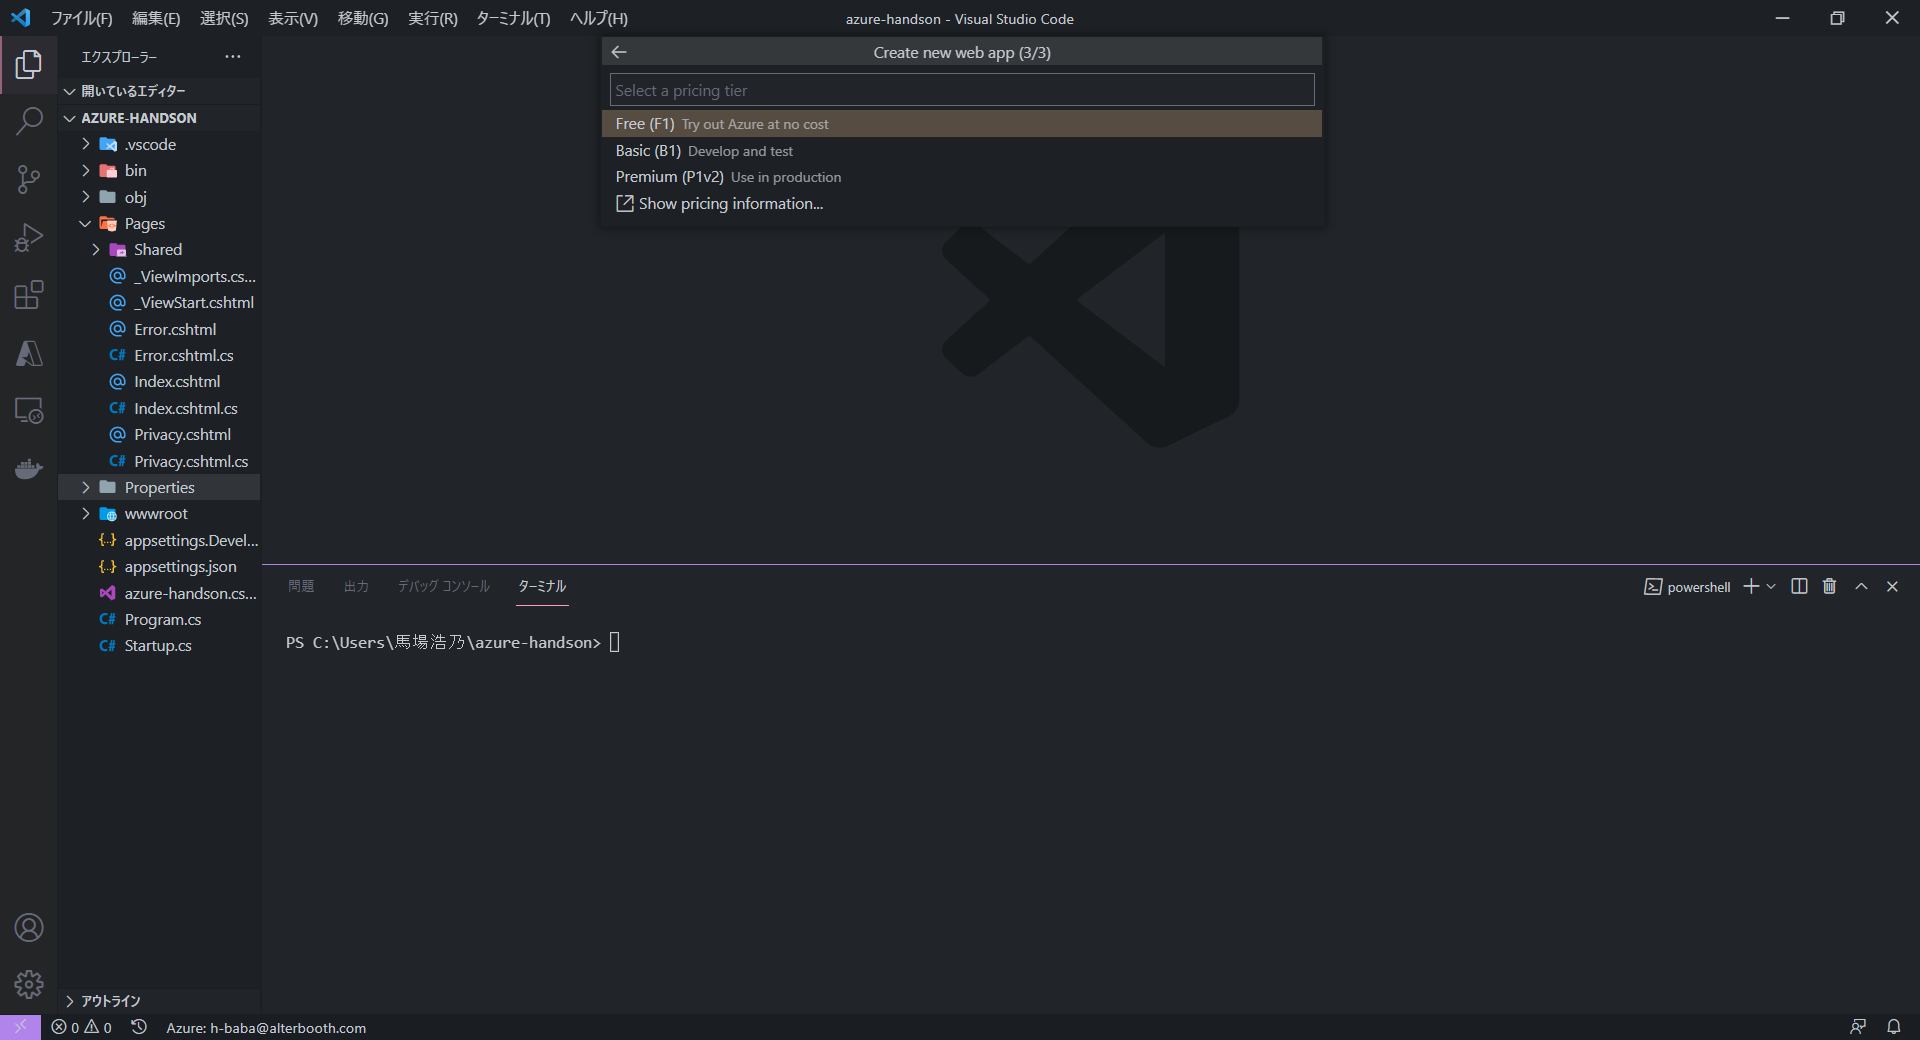 ファイル(F) 編集(E) 選択(S) 表示(V) 移動(G) 実行(R) ターミナル(T) ヘルプ(H)
azure-handson - Visual Studio Code
エクスプローラー
開いているエディター
AZURE-HANDSON
.vscode
bin
obj
Pages
Shared
_ViewImports.cs...
_ViewStart.cshtml
Error.cshtml
Error.cshtml.cs
Index.cshtml
Index.cshtml.cs
Privacy.cshtml
Privacy.cshtml.cs
Properties
wwwroot
appsettings.Devel...
appsettings.json
azure-handson.cs...
Program.cs
Startup.cs
アウトライン
Create new web app (3/3)
Select a pricing tier
Free (F1) Try out Azure at no cost
Basic (B1) Develop and test
Premium (P1v2) Use in production
Show pricing information...
問題 出力 デバッグ コンソール ターミナル
powershell
PS C:\Users\馬場浩乃\azure-handson>
0 0 Azure: h-baba@alterbooth.com